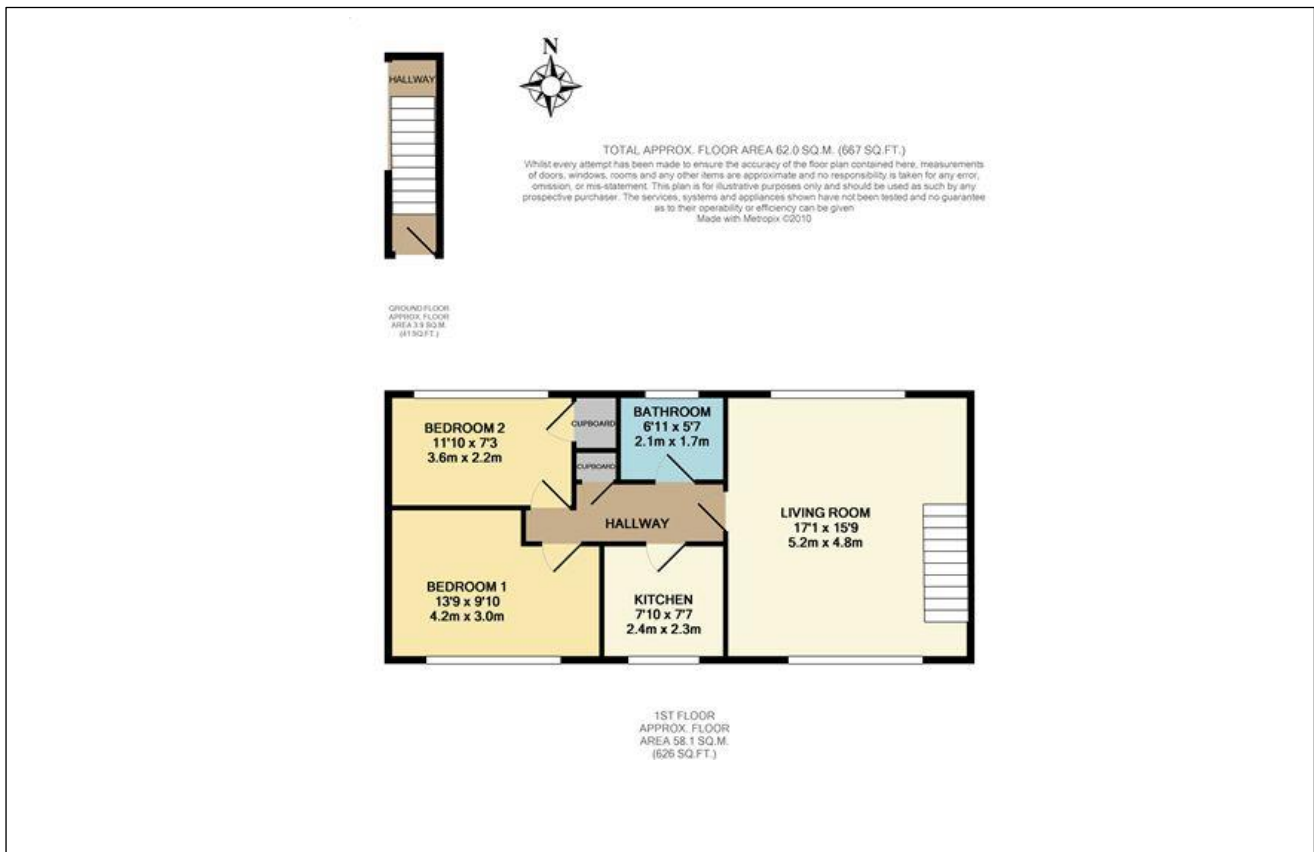 N
HALLWAY
TOTAL APPROX. FLOOR AREA 62.0 SQ.M. (667 SQ.FT.)
Whilst every attempt has been made to ensure the accuracy of the floor plan contained here, measurements
of doors, windows, rooms and any other items are approximate and no responsibility is taken for any error,
omission, or mis-statement. This plan is for illustrative purposes only and should be used as such by any
prospective purchaser. The services, systems and appliances shown have not been tested and no guarantee
as to their operability or efficiency can be given
Made with Metropix ©2010
GROUND FLOOR
APPROX. FLOOR
AREA 3.9 SQ.M.
(41 SQ.FT.)
BEDROOM 2
11'10 x 7'3
3.6m x 2.2m
CUPBOARD
BATHROOM
6'11 x 5'7
2.1m x 1.7m
CUPBOARD
HALLWAY
LIVING ROOM
17'1 x 15'9
5.2m x 4.8m
BEDROOM 1
13'9 x 9'10
4.2m x 3.0m
KITCHEN
7'10 x 7'7
2.4m x 2.3m
1ST FLOOR
APPROX. FLOOR
AREA 58.1 SQ.M.
(626 SQ.FT.)